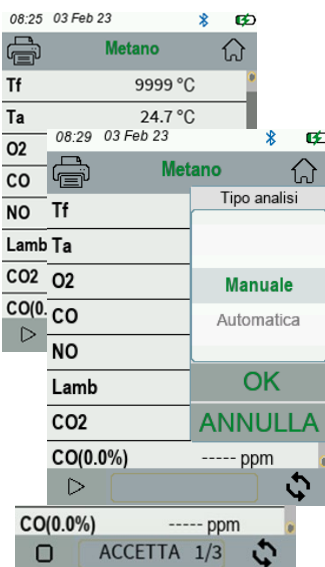 08:25 03 Feb 23
Metano
Tf 9999 °C
Ta 24.7 °C
O2
CO
NO
Lamb
CO2
CO(0.
08:29 03 Feb 23
Metano
Tf
Ta
O2
CO
NO
Lamb
CO2
CO(0.0%) ----- ppm
Tipo analisi
Manuale
Automatica
OK
ANNULLA
CO(0.0%) ----- ppm
ACCETTA 1/3